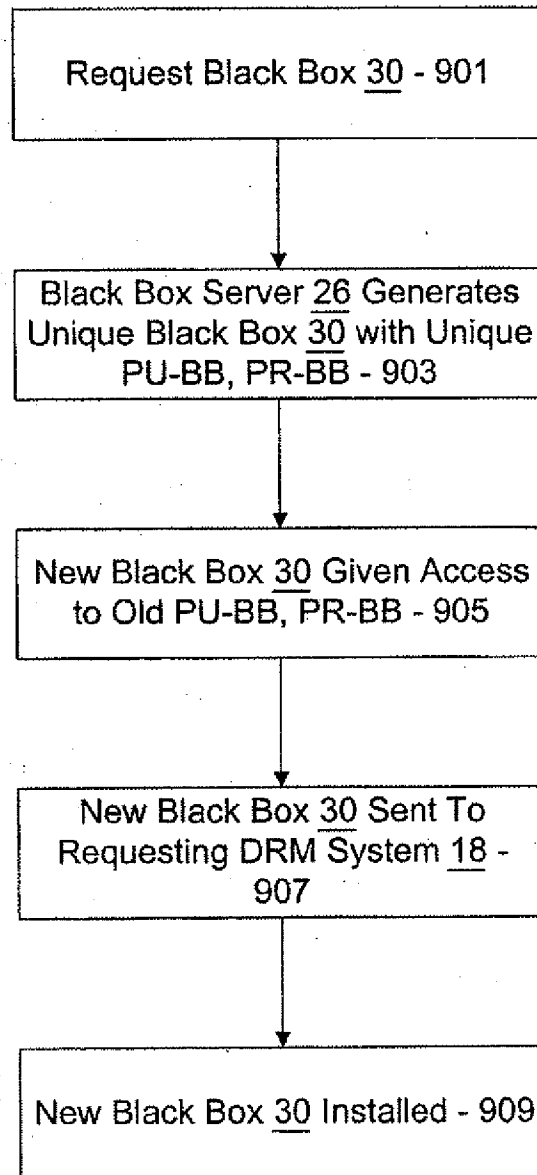 Request Black Box 30 - 901
Black Box Server 26 Generates
Unique Black Box 30 with Unique
PU-BB, PR-BB - 903
New Black Box 30 Given Access
to Old PU-BB, PR-BB - 905
New Black Box 30 Sent To
Requesting DRM System 18 -
907
New Black Box 30 Installed - 909